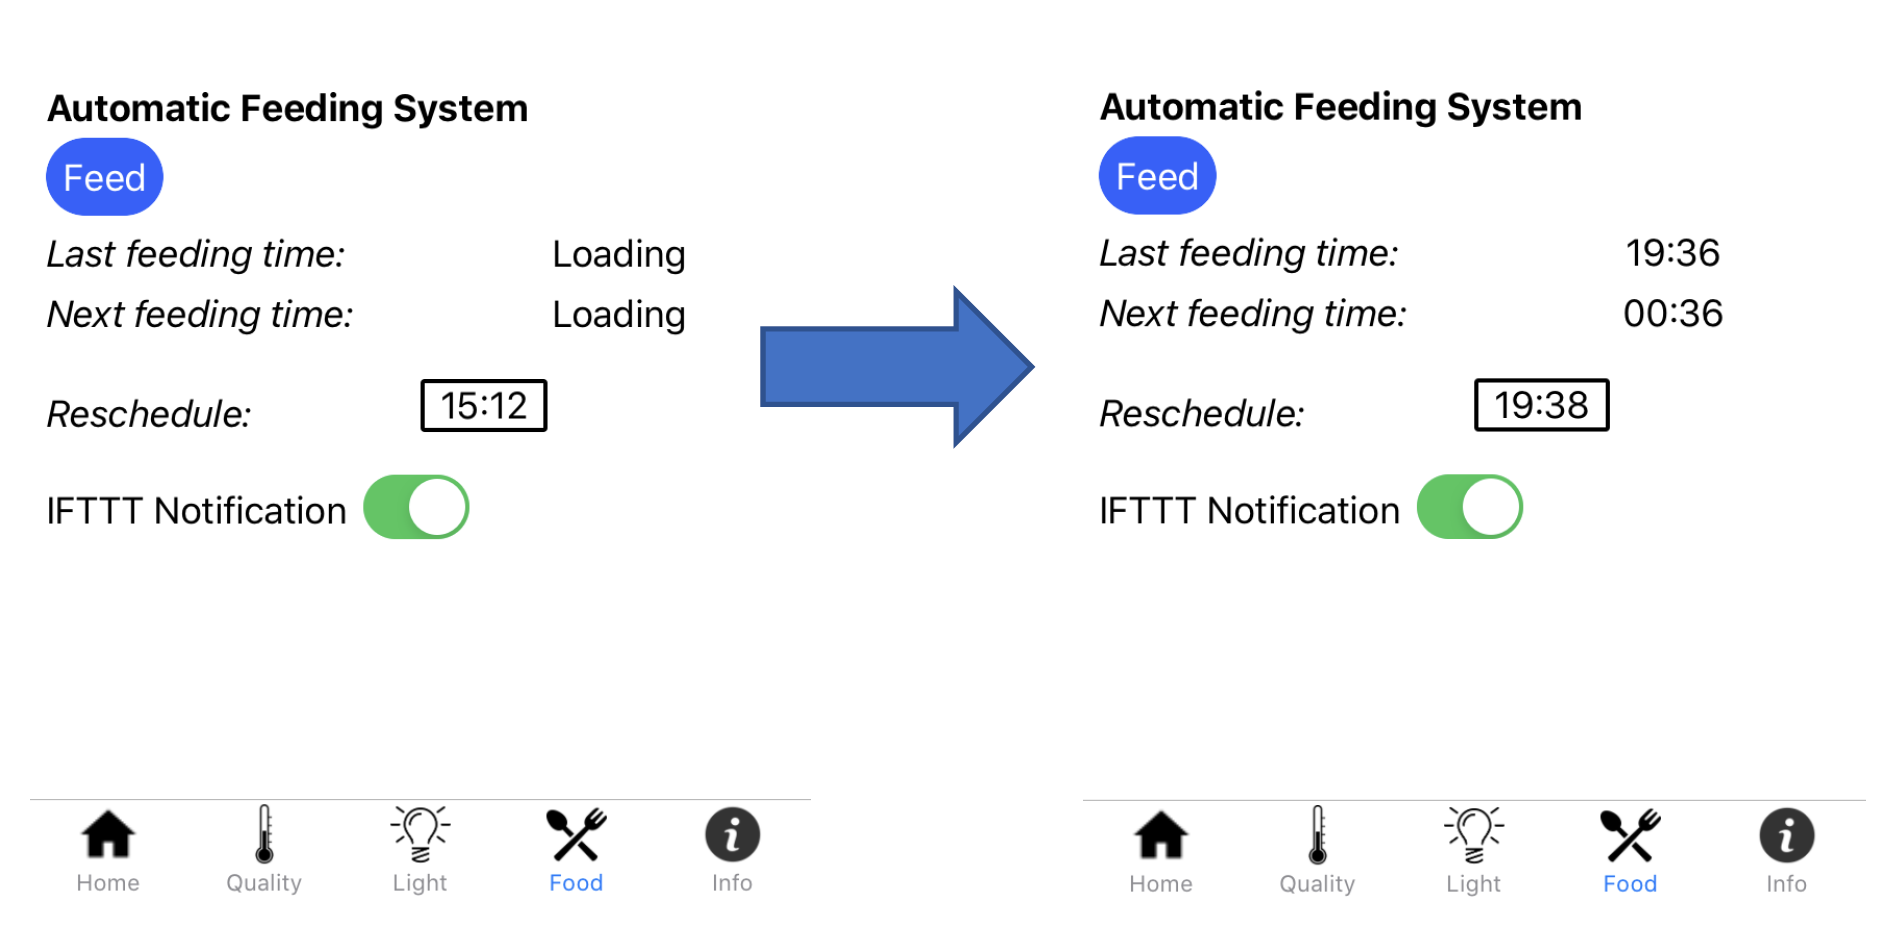 Automatic Feeding System
Feed
Last feeding time: Loading
Next feeding time: Loading
Reschedule: 15:12
IFTTT Notification
Home Quality Light Food Info
Automatic Feeding System
Feed
Last feeding time: 19:36
Next feeding time: 00:36
Reschedule: 19:38
IFTTT Notification
Home Quality Light Food Info